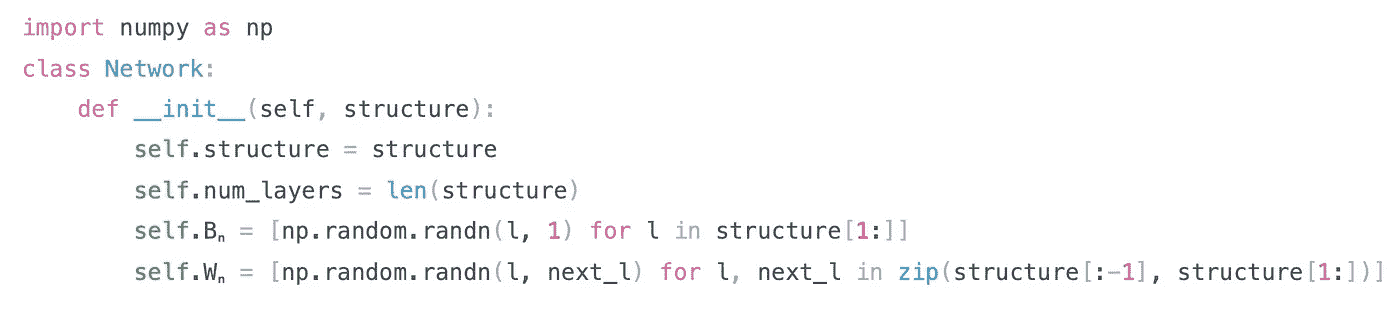 import numpy as np
class Network:
    def __init__(self, structure):
        self.structure = structure
        self.num_layers = len(structure)
        self.Bₙ = [np.random.randn(l, 1) for l in structure[1:]]
        self.Wₙ = [np.random.randn(l, next_l) for l, next_l in zip(structure[:-1], structure[1:])]